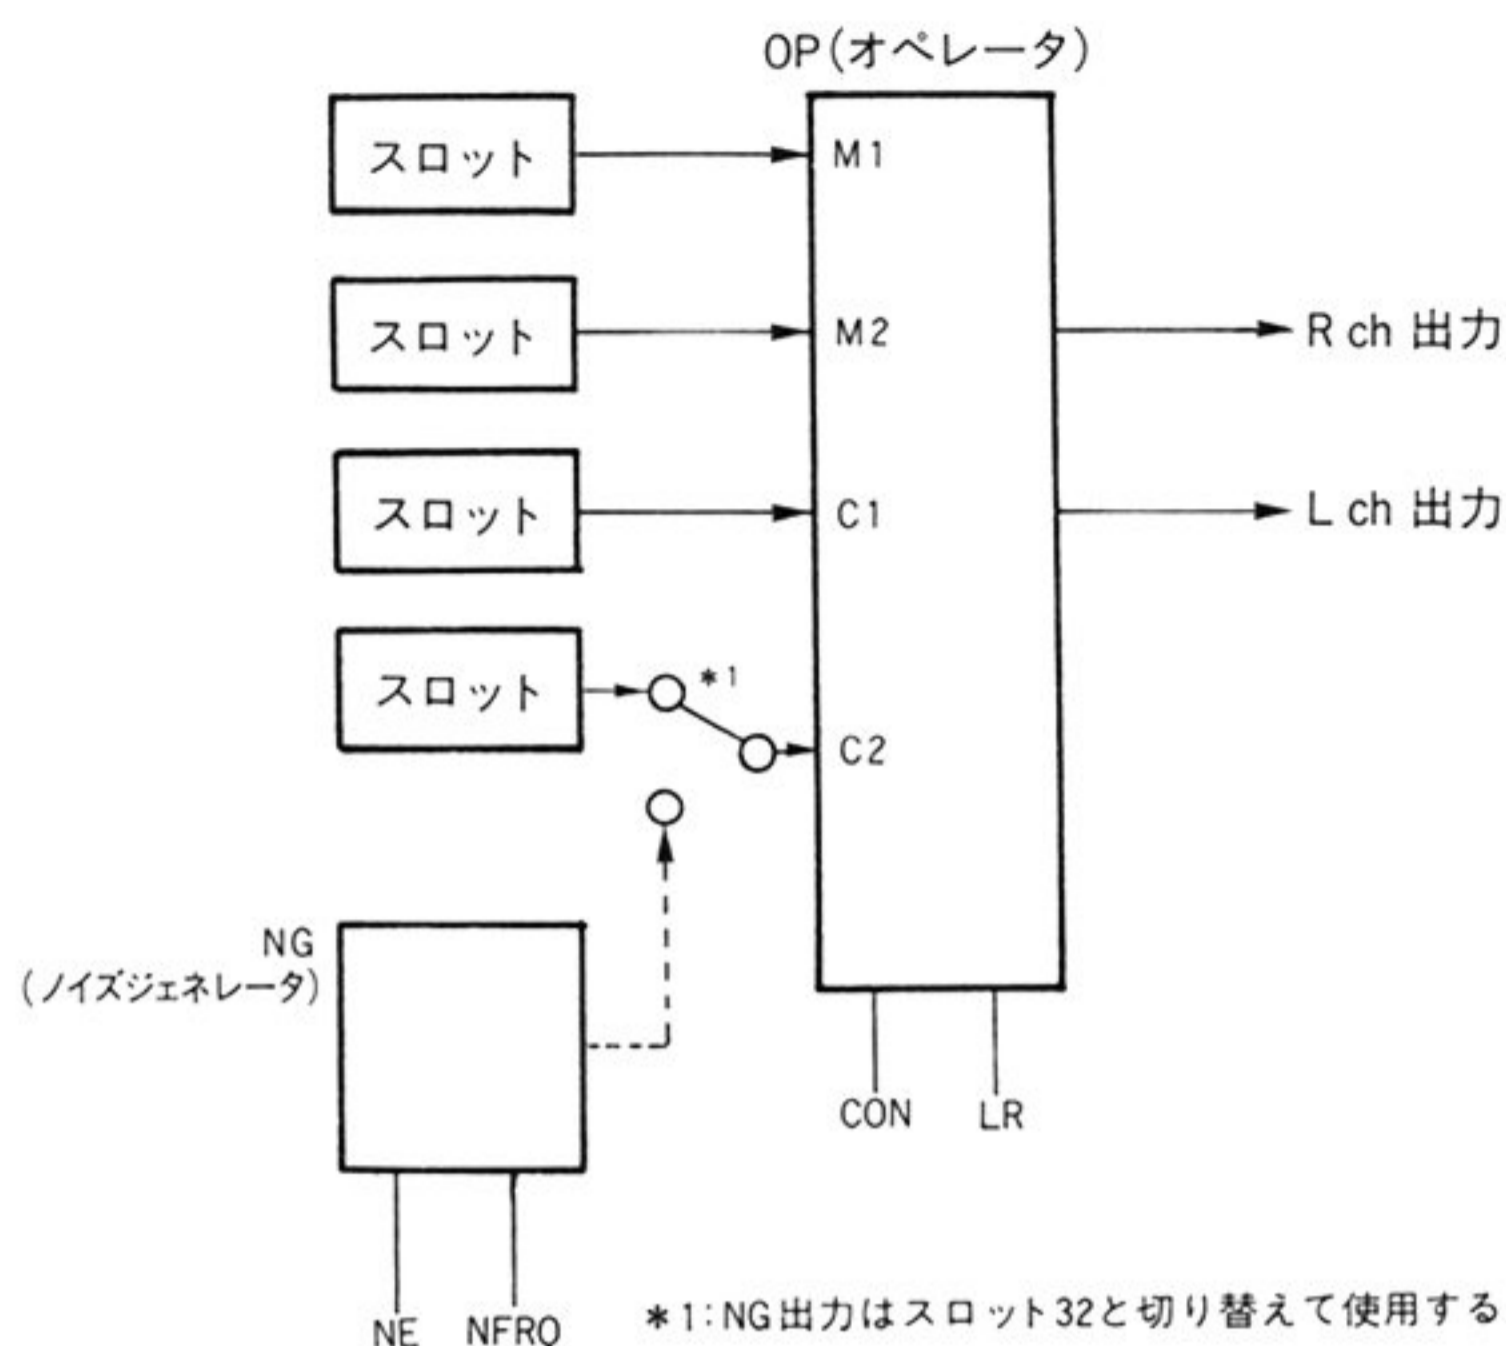 OP(オペレータ)
スロット
M1
スロット
M2
R ch 出力
スロット
C1
L ch 出力
スロット
*1
C2
NG
(ノイズジェネレータ)
CON
LR
NE
NFRO
*1:NG出力はスロット32と切り替えて使用する